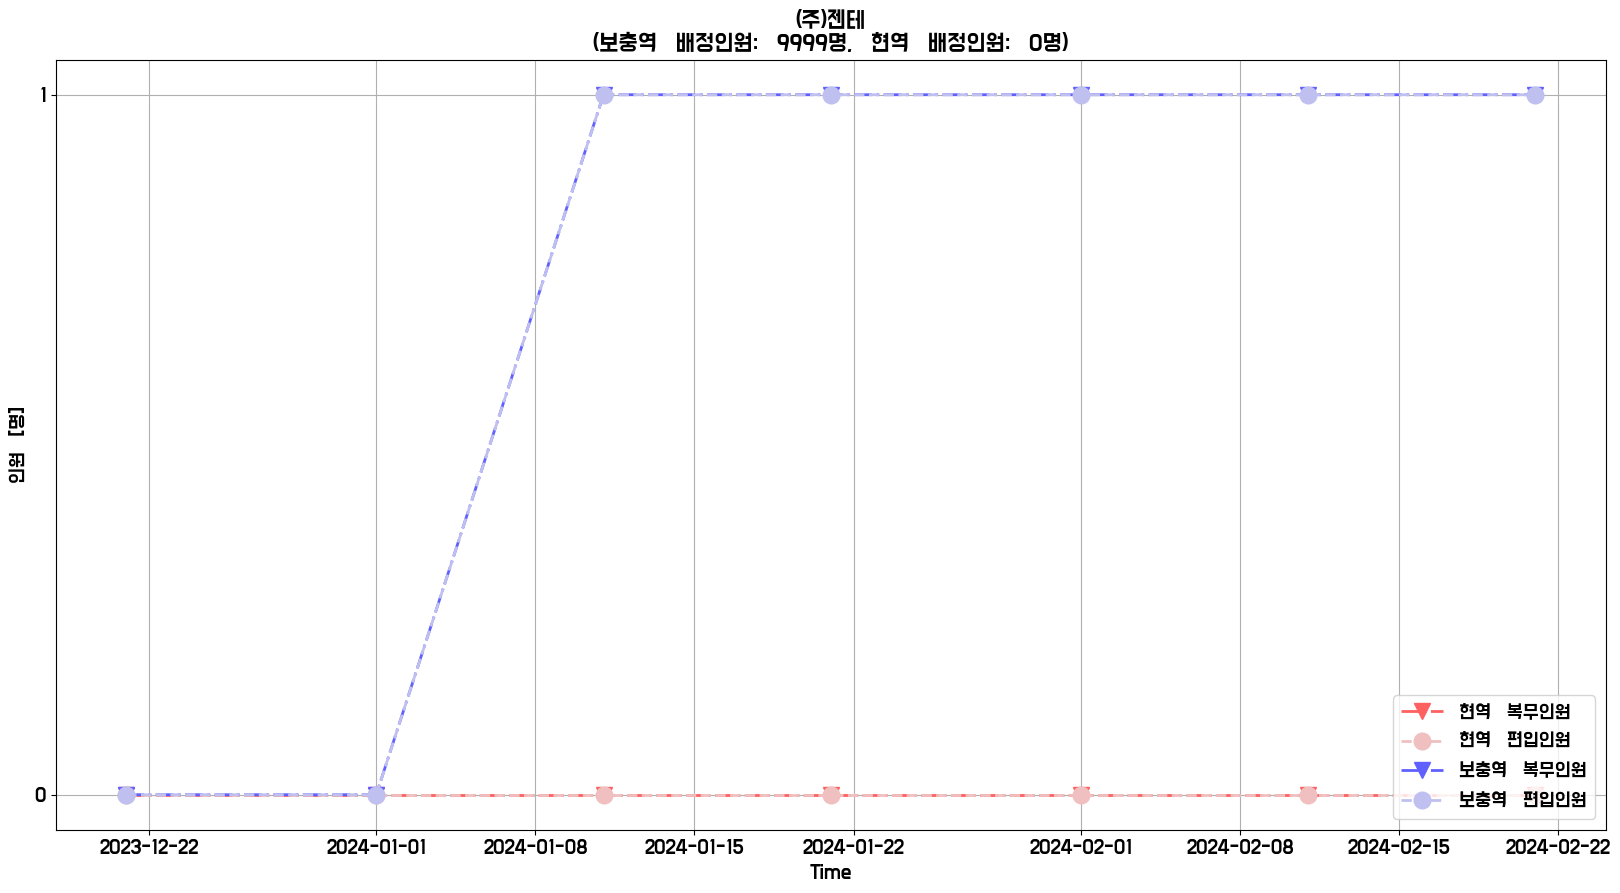 (주)젠테
(보충역 배정인원: 9999명, 현역 배정인원: 0명)
인원 [명]
1
0
현역 복무인원
현역 편입인원
보충역 복무인원
보충역 편입인원
2023-12-22 2024-01-01 2024-01-08 2024-01-15 2024-01-22 2024-02-01 2024-02-08 2024-02-15 2024-02-22
Time